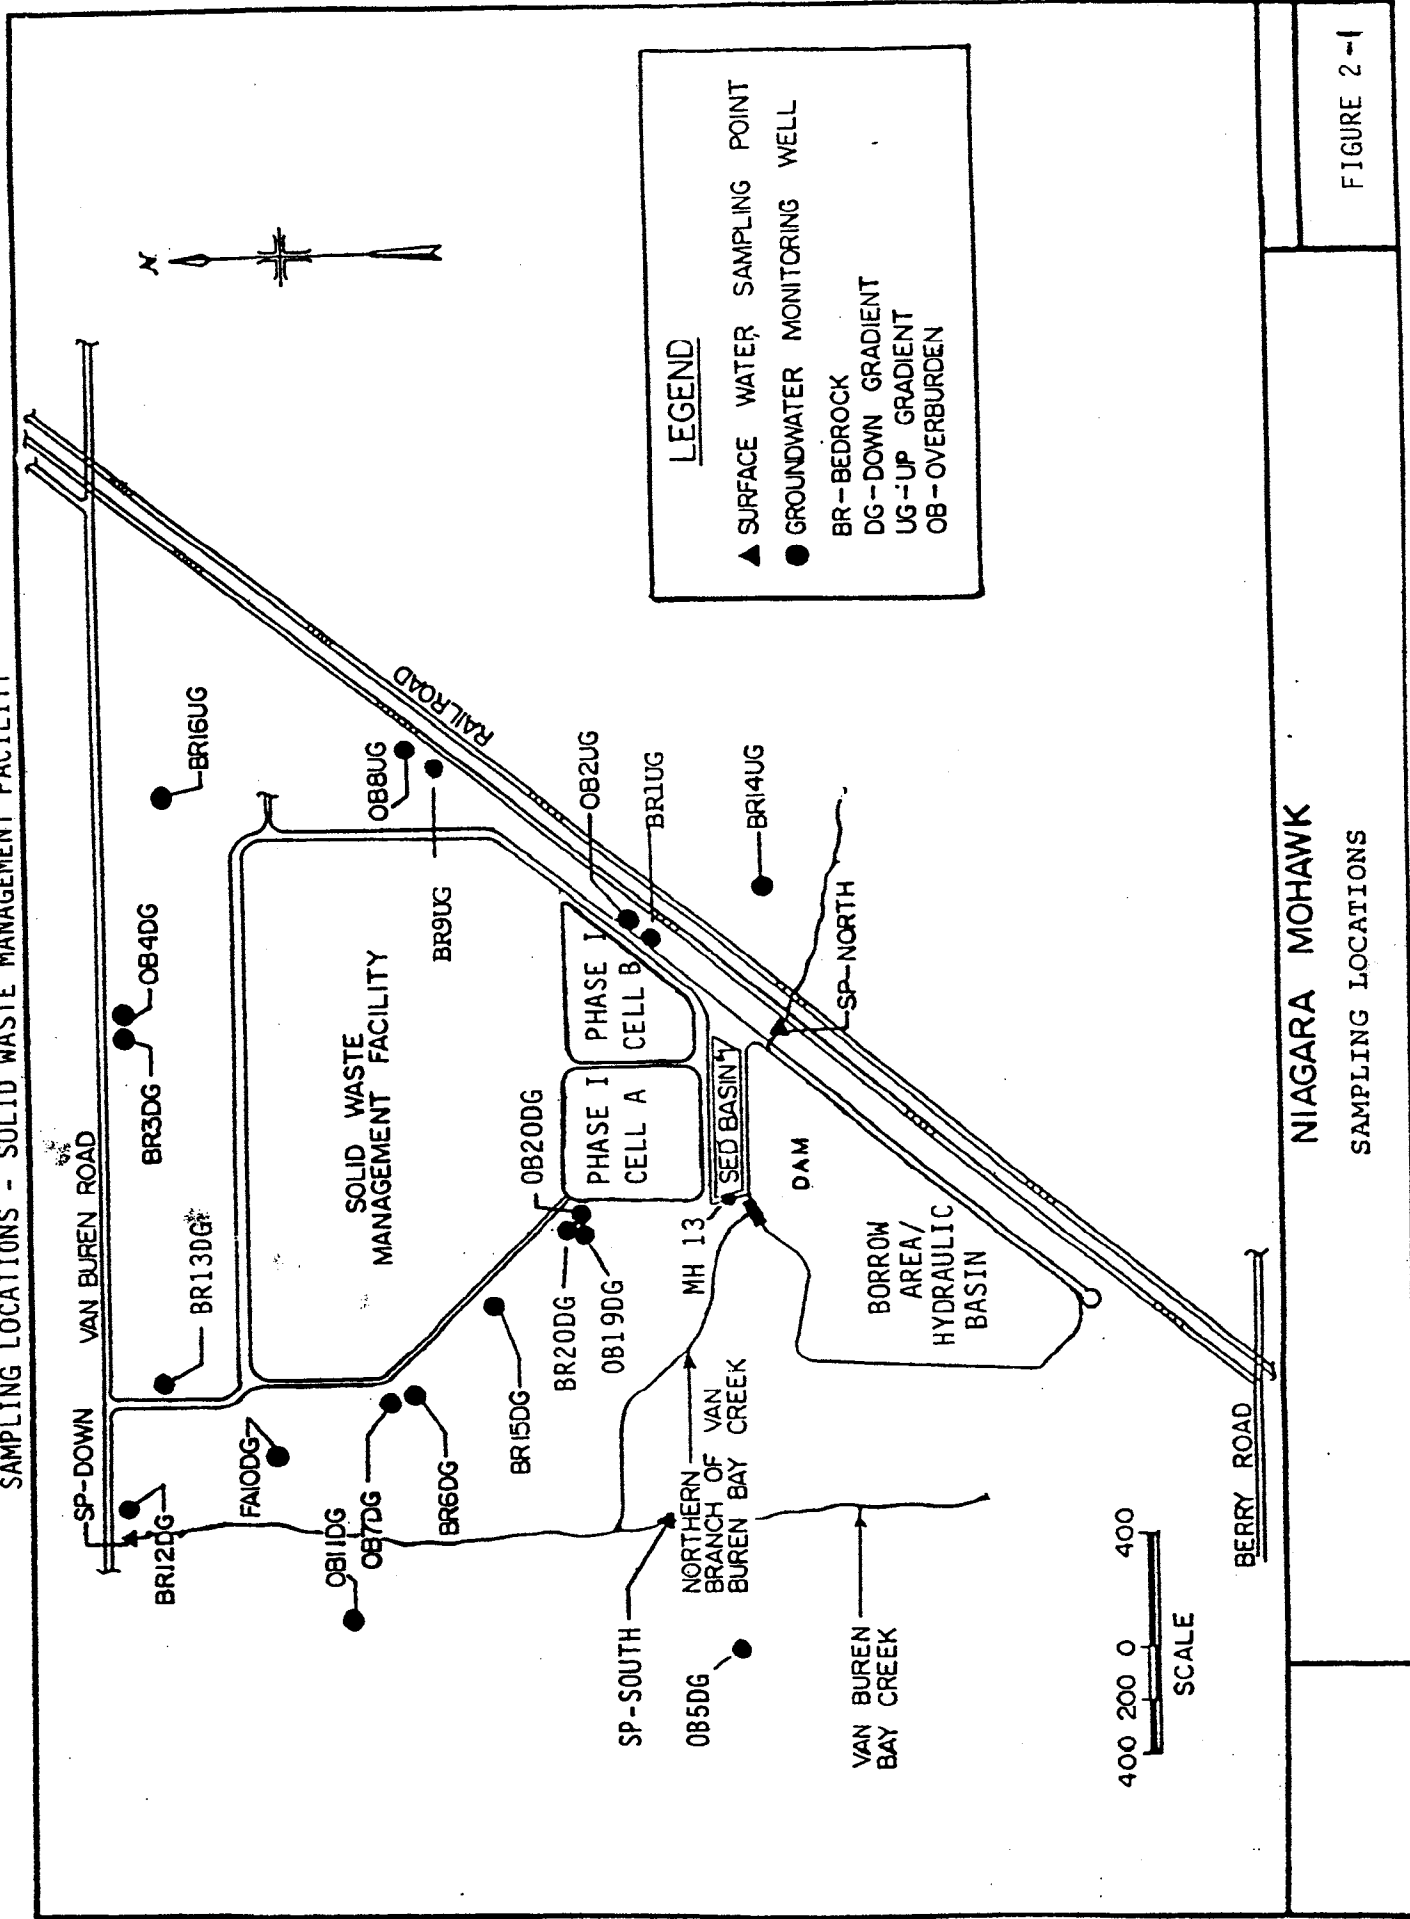 SAMPLING LOCATIONS - SOLID WASTE MANAGEMENT FACILITY
SP-DOWN
VAN BUREN ROAD
BR12DG
BR13DG
BR3DG
OB4DG
BR16UG
N
FA10DG
OB11DG
OB7DG
BR6DG
SOLID WASTE
MANAGEMENT FACILITY
OB8UG
BR9UG
RAILROAD
BR15DG
BR20DG
OB19DG
OB20DG
PHASE I
CELL A
PHASE I
CELL B
OB2UG
BR1UG
BR14UG
SP-SOUTH
OB5DG
NORTHERN
BRANCH OF VAN
BUREN BAY CREEK
MH 13
SED BASIN
DAM
SP-NORTH
VAN BUREN
BAY CREEK
BORROW
AREA/
HYDRAULIC
BASIN
LEGEND
▲ SURFACE WATER SAMPLING POINT
● GROUNDWATER MONITORING WELL
BR-BEDROCK
DG-DOWN GRADIENT
UG-UP GRADIENT
OB-OVERBURDEN
400 200 0 400
SCALE
BERRY ROAD
NIAGARA MOHAWK
SAMPLING LOCATIONS
FIGURE 2-1